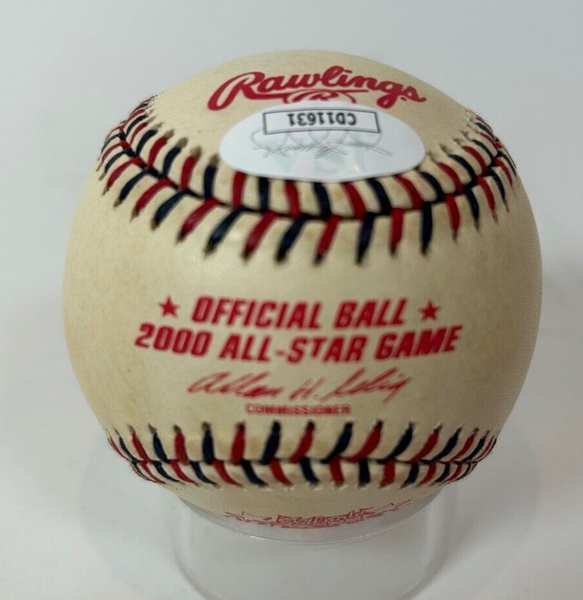 Rawlings
R
CD11631
★ OFFICIAL BALL ★
2000 ALL-STAR GAME
Allan H. Selig
COMMISSIONER